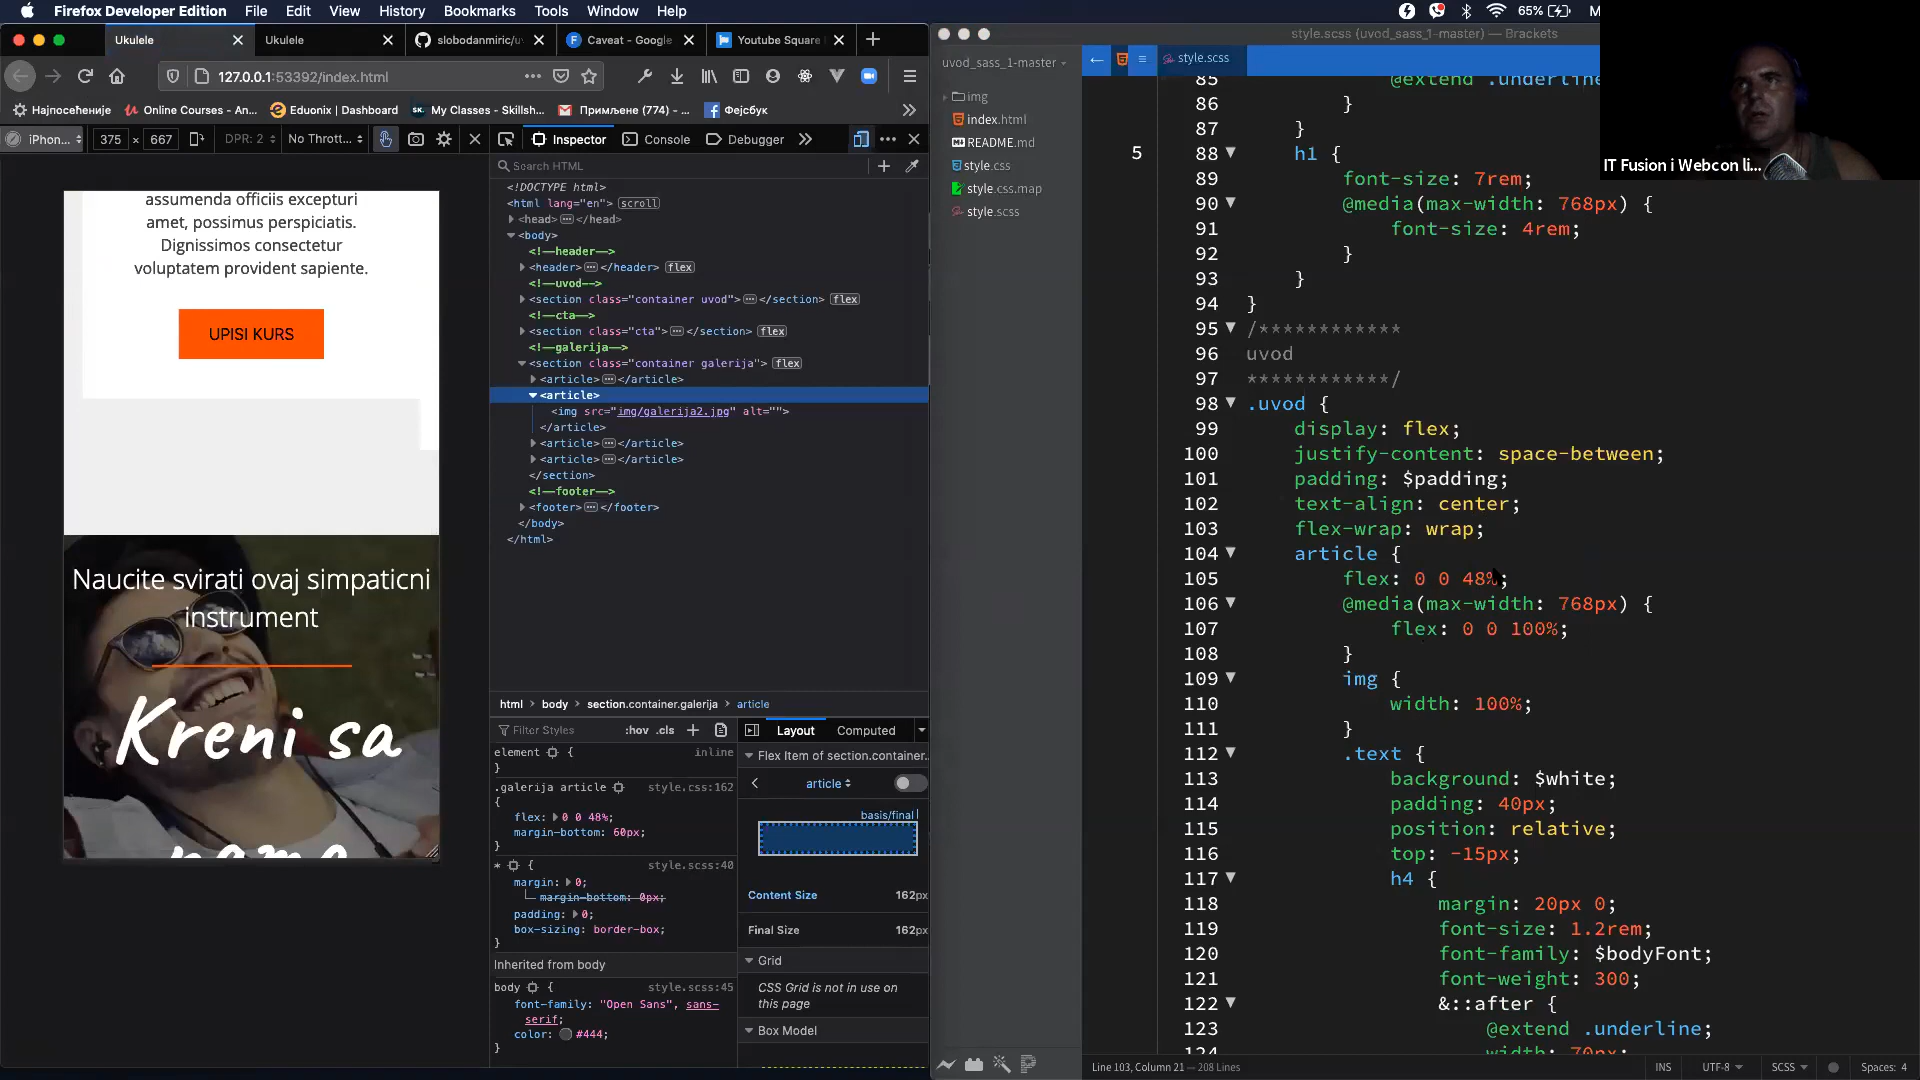 Firefox Developer Edition File Edit View History Bookmarks Tools Window Help
65%
Ukulele
Ukulele
slobodanmiric/u
Caveat - Google
Youtube Square
127.0.0.1:53392/index.html
Најпосећеније
Online Courses - An...
Eduonix | Dashboard
My Classes - Skillsh...
Примљене (774) -...
Фејсбук
iPhon... 375 × 667 DPR: 2 No Thrott...
Inspector
Console
Debugger
assumenda officiis excepturi
amet, possimus perspiciatis.
Dignissimos consectetur
voluptatem provident sapiente.
UPISI KURS
Naucite svirati ovaj simpaticni
instrument
Kreni sa
nama
Search HTML
<!DOCTYPE html>
<html lang="en"> scroll
<head> </head>
<body>
<!--header-->
<header> </header> flex
<!--uvod-->
<section class="container uvod"> </section> flex
<!--cta-->
<section class="cta"> </section> flex
<!--galerija-->
<section class="container galerija"> flex
<article> </article>
<article>
<img src="img/galerija2.jpg" alt="">
</article>
<article> </article>
<article> </article>
</section>
<!--footer-->
<footer> </footer>
</body>
</html>
html > body > section.container.galerija > article
Filter Styles :hov .cls +
element { inline
}
.galerija article style.css:162
{
flex: 0 0 48%;
margin-bottom: 60px;
}
* { style.scss:40
margin: 0;
margin-bottom: 0px;
padding: 0;
box-sizing: border-box;
}
Inherited from body
body { style.scss:45
font-family: "Open Sans", sans-
serif;
color: #444;
}
Layout Computed
Flex Item of section.container.
article
basis/final
Content Size 162px
Final Size 162px
Grid
CSS Grid is not in use on
this page
Box Model
style.scss (uvod_sass_1-master) — Brackets
uvod_sass_1-master
img
index.html
README.md
style.css
style.css.map
style.scss
5
style.scss
85 @extend .underline
86 }
87 }
88 h1 {
89 font-size: 7rem;
90 @media(max-width: 768px) {
91 font-size: 4rem;
92 }
93 }
94 }
95 /************
96 uvod
97 ************/
98 .uvod {
99 display: flex;
100 justify-content: space-between;
101 padding: $padding;
102 text-align: center;
103 flex-wrap: wrap;
104 article {
105 flex: 0 0 48%;
106 @media(max-width: 768px) {
107 flex: 0 0 100%;
108 }
109 img {
110 width: 100%;
111 }
112 .text {
113 background: $white;
114 padding: 40px;
115 position: relative;
116 top: -15px;
117 h4 {
118 margin: 20px 0;
119 font-size: 1.2rem;
120 font-family: $bodyFont;
121 font-weight: 300;
122 &::after {
123 @extend .underline;
124 width: 70px;
IT Fusion i Webcon li...
Line 103, Column 21 — 208 Lines
INS UTF-8 SCSS Spaces: 4